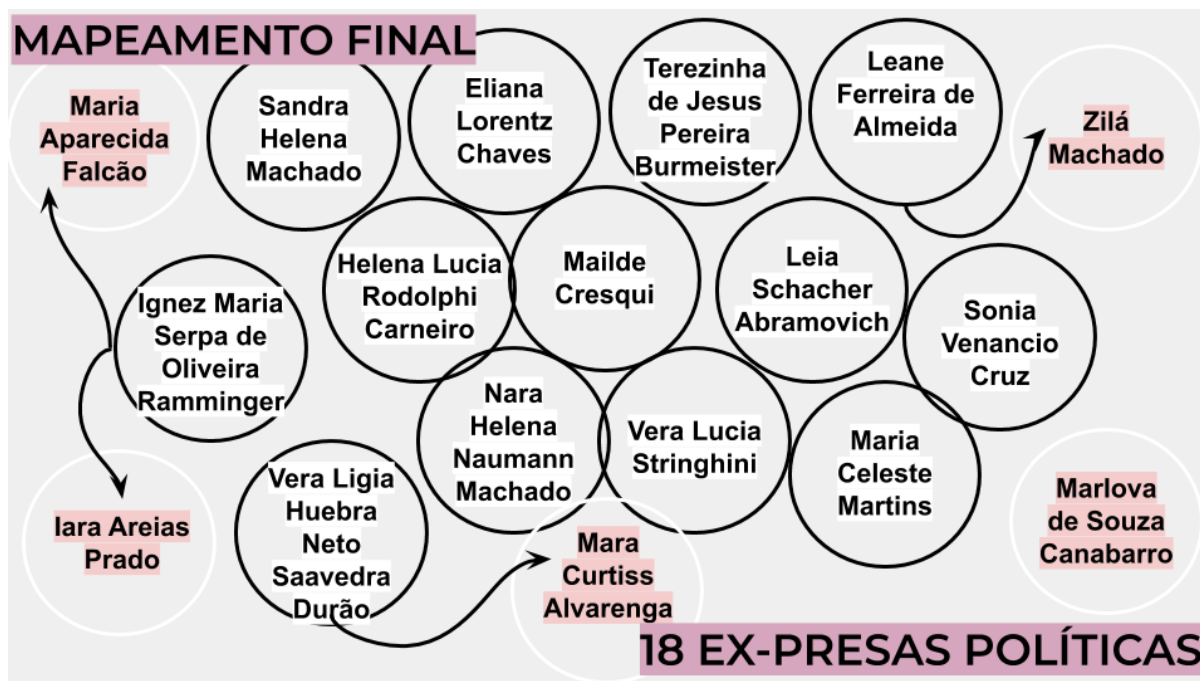 MAPEAMENTO FINAL
Maria
Aparecida
Falcão
Sandra
Helena
Machado
Eliana
Lorentz
Chaves
Terezinha
de Jesus
Pereira
Burmeister
Leane
Ferreira de
Almeida
Zilá
Machado
Ignez Maria
Serpa de
Oliveira
Ramminger
Helena Lucia
Rodolphi
Carneiro
Mailde
Cresqui
Leia
Schacher
Abramovich
Sonia
Venancio
Cruz
Iara Areias
Prado
Vera Ligia
Huebra
Neto
Saavedra
Durão
Nara
Helena
Naumann
Machado
Vera Lucia
Stringhini
Maria
Celeste
Martins
Marlova
de Souza
Canabarro
Mara
Curtiss
Alvarenga
18 EX-PRESAS POLÍTICAS